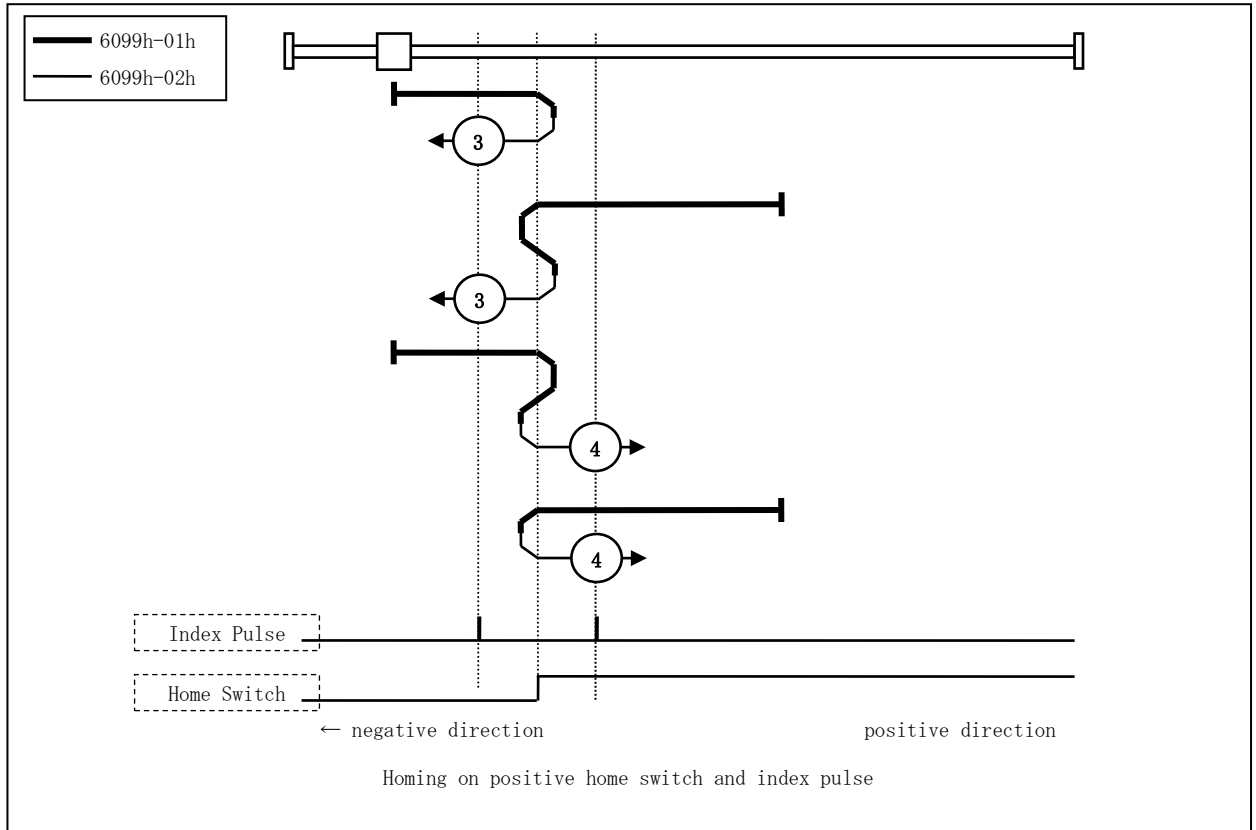 6099h-01h
6099h-02h
3
3
4
4
Index Pulse
Home Switch
← negative direction
positive direction
Homing on positive home switch and index pulse